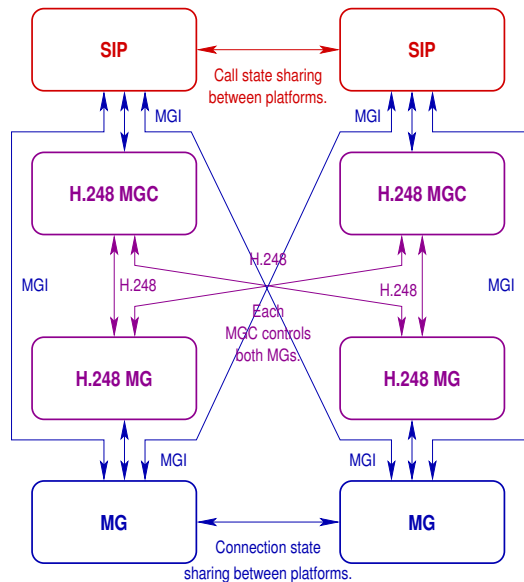 SIP
SIP
Call state sharing
between platforms.
MGI
MGI
H.248 MGC
H.248 MGC
H.248
MGI
H.248
H.248
MGI
Each
MGC controls
both MGs.
H.248 MG
H.248 MG
MGI
MGI
MG
MG
Connection state
sharing between platforms.